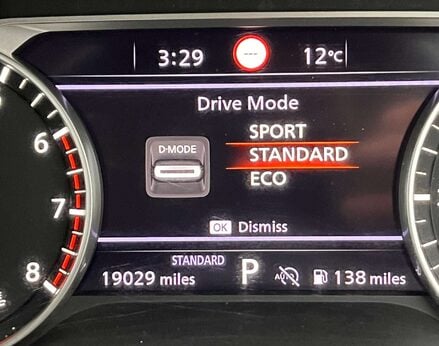 3:29 --- 12°C
Drive Mode
SPORT
D-MODE
STANDARD
ECO
OK Dismiss
6
7
8
STANDARD
19029 miles P AUTO 138 miles